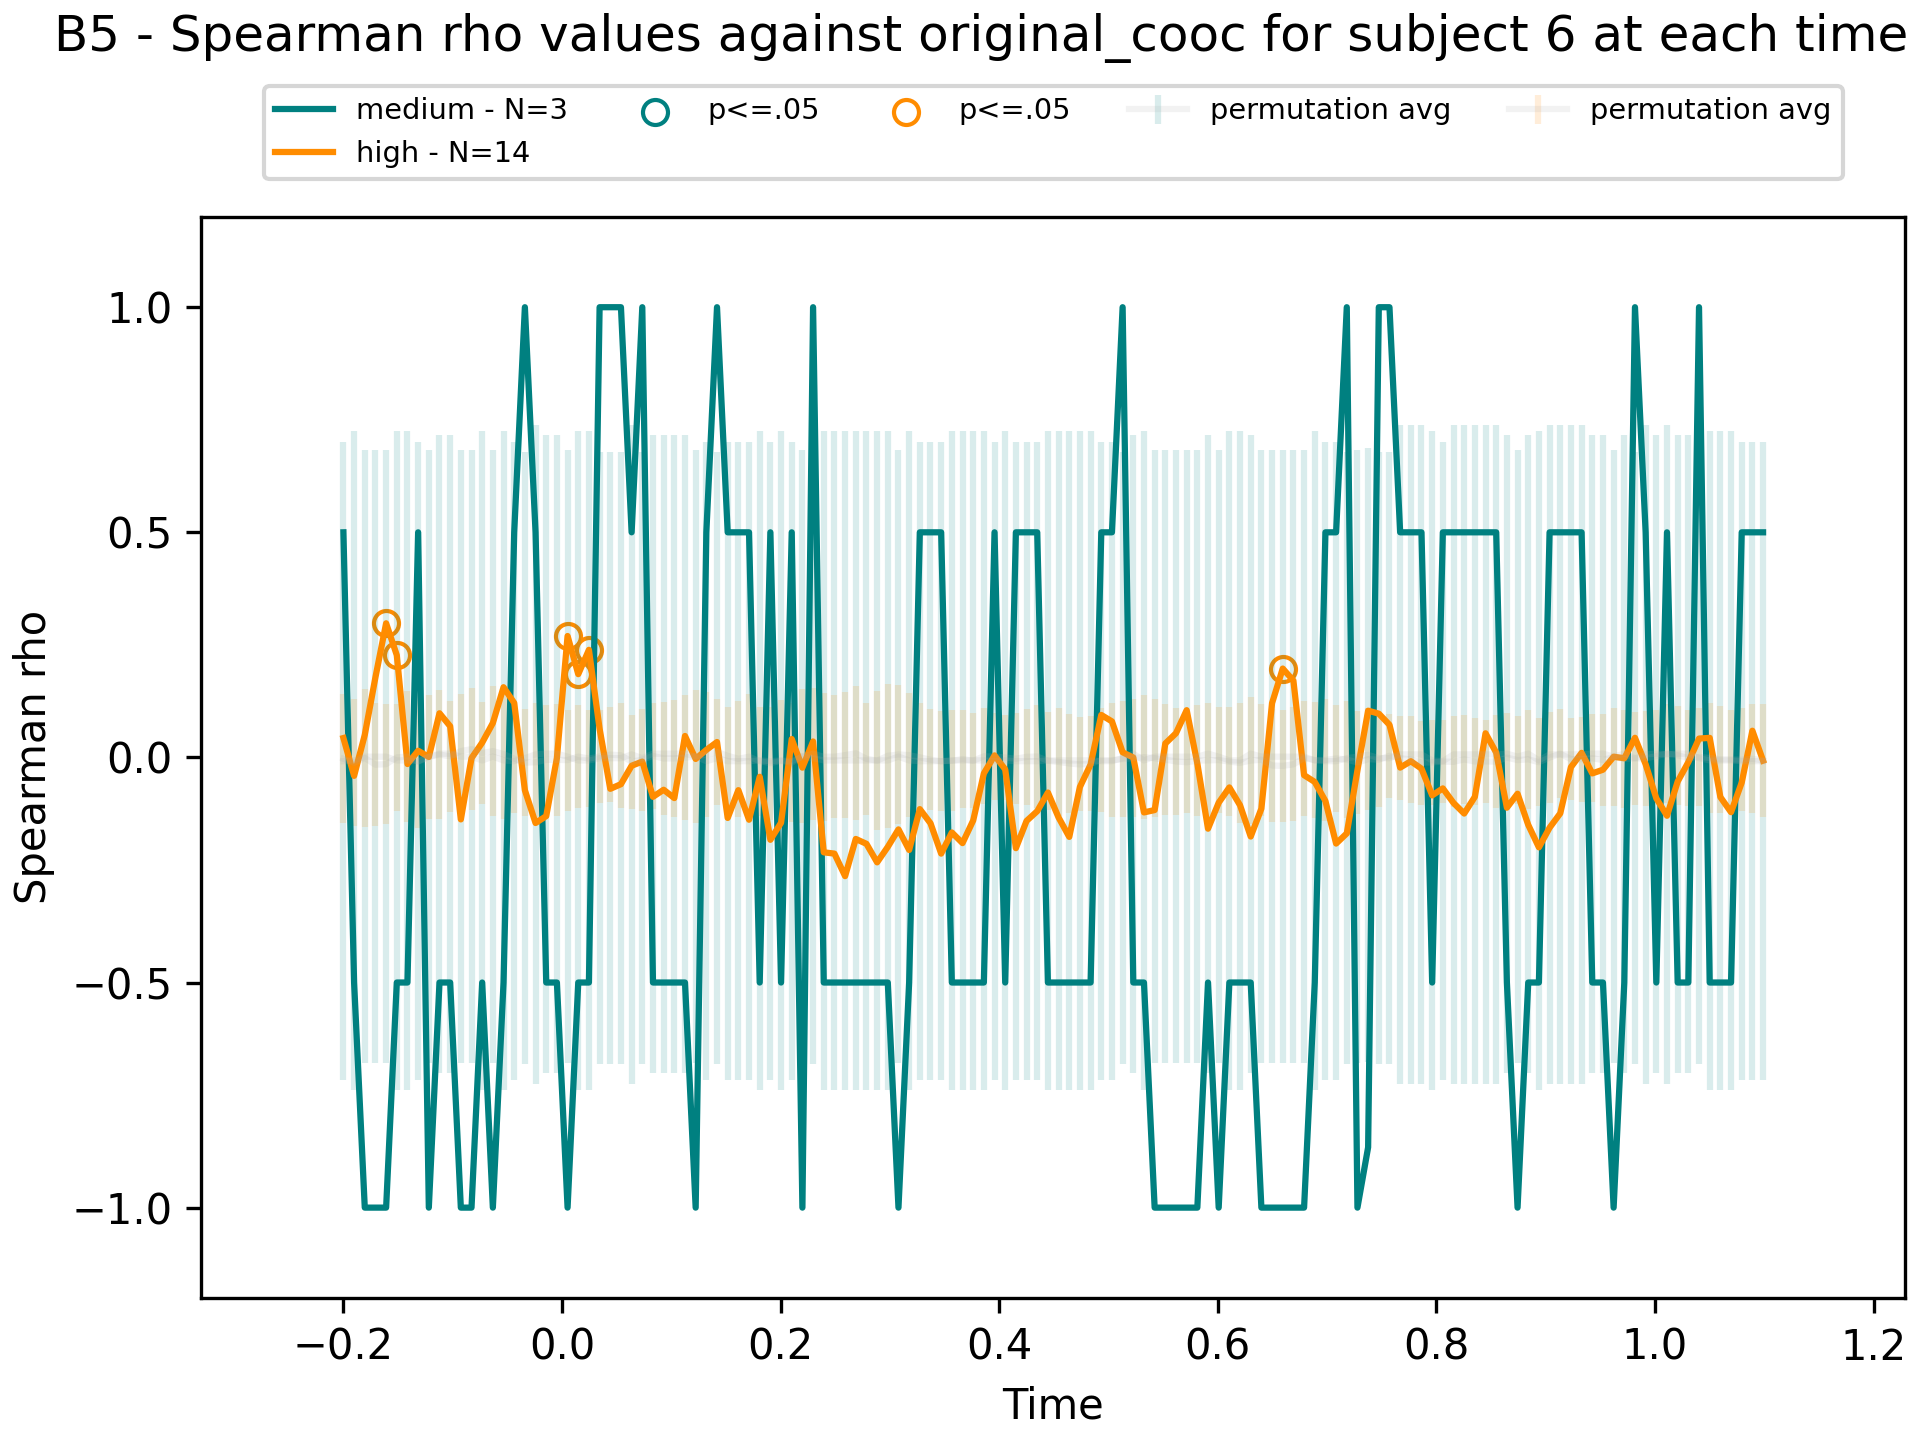 B5 - Spearman rho values against original_cooc for subject 6 at each time
medium - N=3 p<=.05 p<=.05 permutation avg permutation avg
high - N=14
1.0
0.5
0.0
−0.5
−1.0
Spearman rho
−0.2 0.0 0.2 0.4 0.6 0.8 1.0 1.2
Time